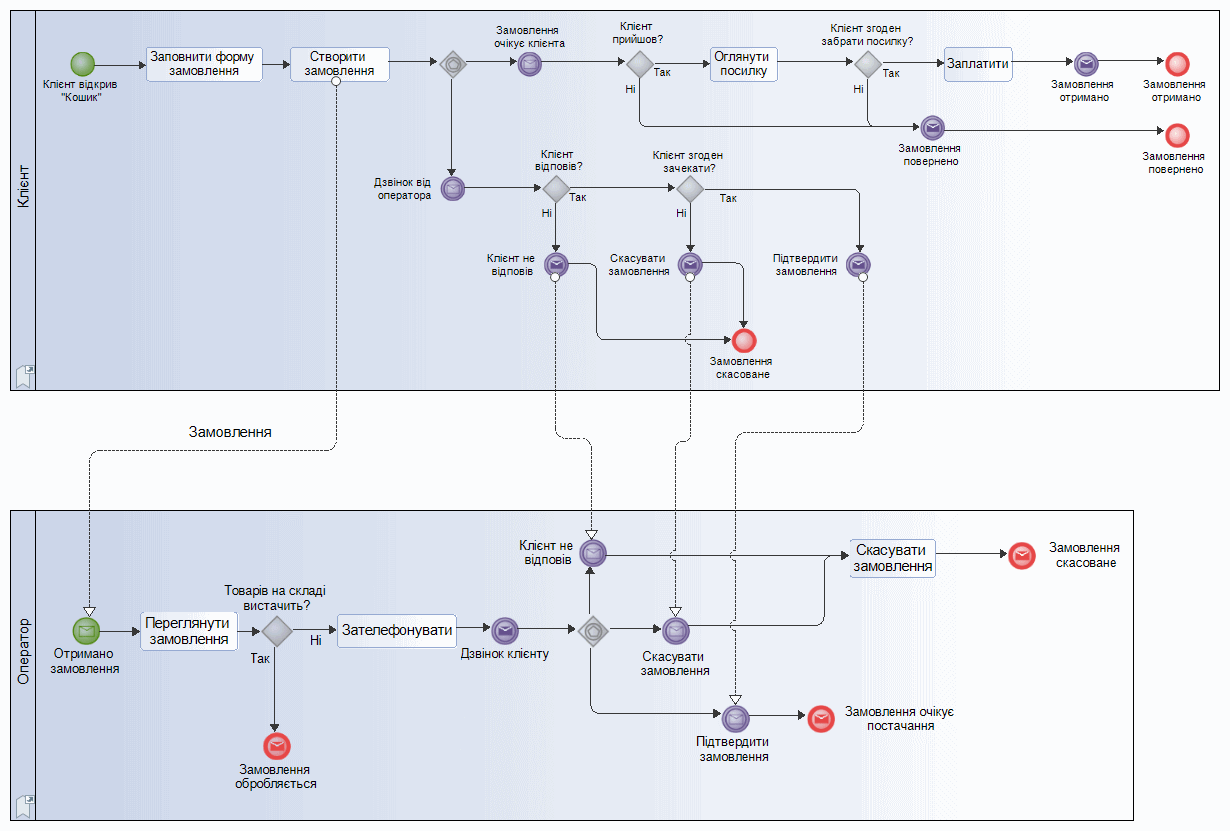 Клієнт
Клієнт відкрив
"Кошик"
Заповнити форму
замовлення
Створити
замовлення
Замовлення
очікує клієнта
Клієнт
прийшов?
Так
Ні
Оглянути
посилку
Клієнт згоден
забрати посилку?
Так
Ні
Заплатити
Замовлення
отримано
Замовлення
отримано
Замовлення
повернено
Замовлення
повернено
Дзвінок від
оператора
Клієнт
відповів?
Так
Ні
Клієнт згоден
зачекати?
Так
Ні
Клієнт не
відповів
Скасувати
замовлення
Підтвердити
замовлення
Замовлення
скасоване
Замовлення
Оператор
Отримано
замовлення
Переглянути
замовлення
Товарів на складі
вистачить?
Ні
Так
Замовлення
обробляється
Зателефонувати
Дзвінок клієнту
Клієнт не
відповів
Скасувати
замовлення
Підтвердити
замовлення
Скасувати
замовлення
Замовлення
скасоване
Замовлення очікує
постачання